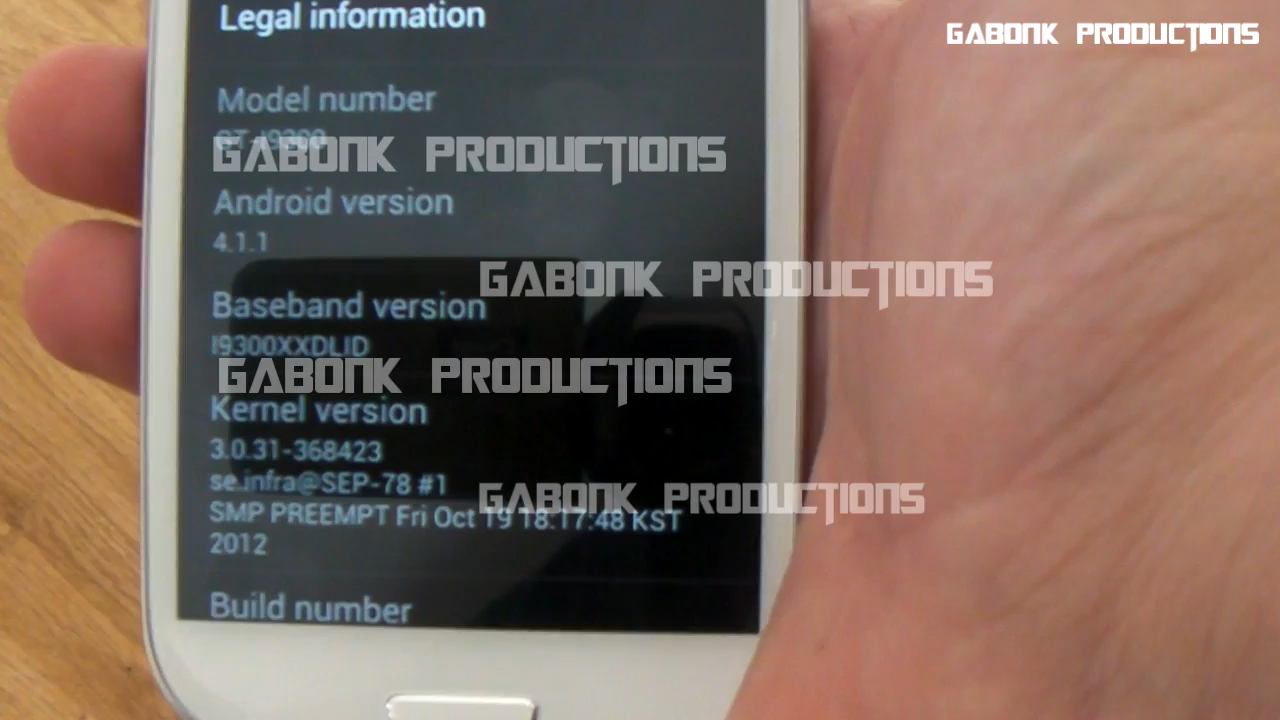 Legal information
GABONK PRODUCTIONS
Model number
GT-I9300
GABONK PRODUCTIONS
Android version
4.1.1
GABONK PRODUCTIONS
Baseband version
I9300XXDLID
GABONK PRODUCTIONS
Kernel version
3.0.31-368423
se.infra@SEP-78 #1
GABONK PRODUCTIONS
SMP PREEMPT Fri Oct 19 18:17:48 KST
2012
Build number